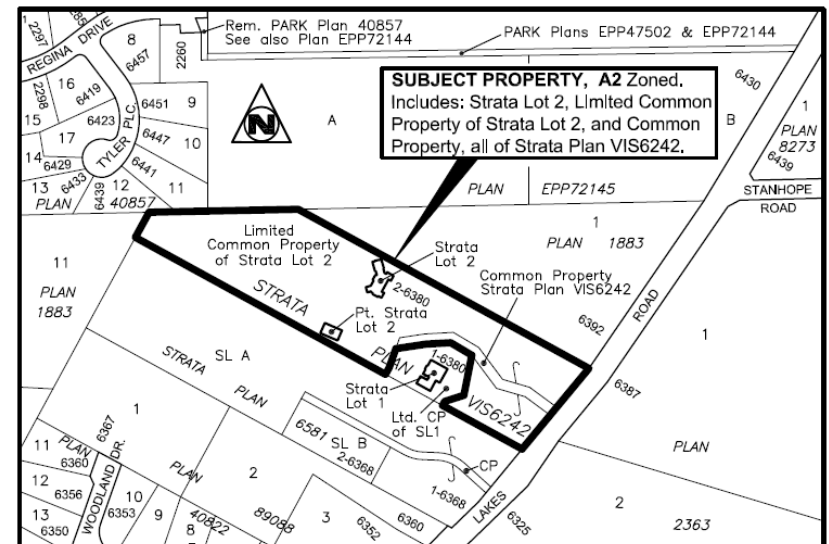 Rem. PARK Plan 40857
See also Plan EPP72144
PARK Plans EPP47502 & EPP72144
2297
REGINA DRIVE
8
6457
2260
16
6419
2298
15
17
6423
14
6429
13
6433
TYLER PLC.
6451
9
6447
10
6441
12
6439
11
PLAN
40857
N
A
SUBJECT PROPERTY, A2 Zoned.
Includes: Strata Lot 2, Limited Common
Property of Strata Lot 2, and Common
Property, all of Strata Plan VIS6242.
6430
B
1
PLAN
8273
6439
STANHOPE
ROAD
PLAN
EPP72145
1
PLAN 1883
Limited
Common Property
of Strata Lot 2
Strata
Lot 2
2-6380
Common Property
Strata Plan VIS6242
11
PLAN
1883
STRATA
Pt. Strata
Lot 2
PLAN
1-6380
VIS6242
Strata
Lot 1
Ltd. CP
of SL1
6392
ROAD
6387
1
SL A
STRATA
PLAN
6581
SL B
2-6368
CP
1-6368
LAKES
PLAN
1
6367
11
PLAN
6360
12
6356
13
6350
WOODLAND DR.
10
6353
9
8
PLAN
40822
2
89088
3
6352
6360
6325
2
2363